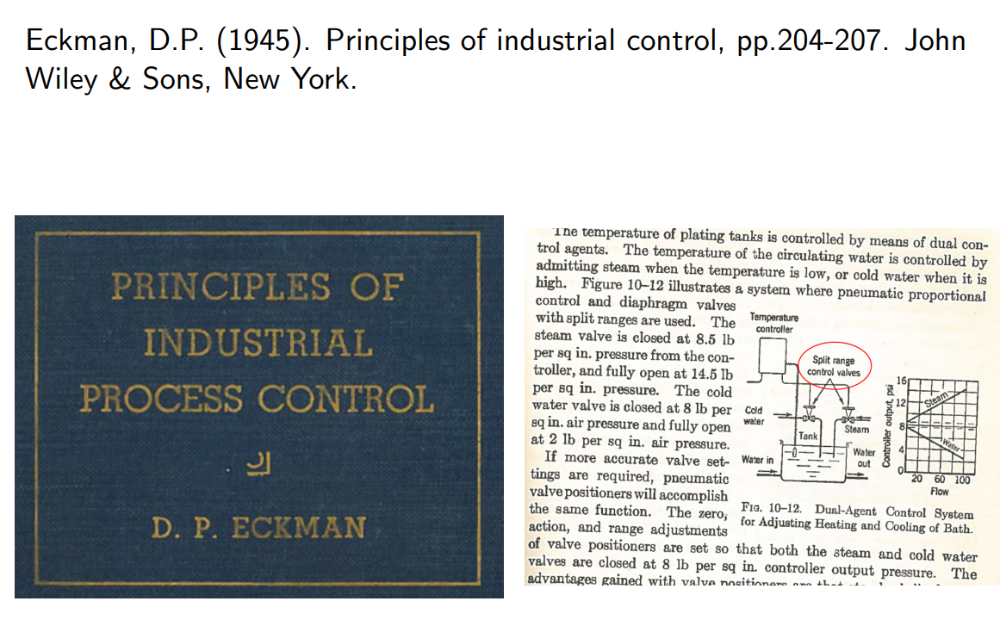 Eckman, D.P. (1945). Principles of industrial control, pp.204-207. John
Wiley & Sons, New York.
PRINCIPLES OF
INDUSTRIAL
PROCESS CONTROL
D. P. ECKMAN
The temperature of plating tanks is controlled by means of dual con-
trol agents. The temperature of the circulating water is controlled by
admitting steam when the temperature is low, or cold water when it is
high. Figure 10–12 illustrates a system where pneumatic proportional
control and diaphragm valves
with split ranges are used. The
steam valve is closed at 8.5 lb
per sq in. pressure from the con-
troller, and fully open at 14.5 lb
per sq in. pressure. The cold
water valve is closed at 8 lb per
sq in. air pressure and fully open
at 2 lb per sq in. air pressure.
If more accurate valve set-
tings are required, pneumatic
valve positioners will accomplish
the same function. The zero,
action, and range adjustments
of valve positioners are set so that both the steam and cold water
valves are closed at 8 lb per sq in. controller output pressure. The
advantages gained with valve positioners are
Temperature
controller
Split range
control valves
Cold
water
Steam
Tank
Water in
Water
out
Controller output, psi
16
12
8
4
0
Steam
Water
20 60 100
Flow
FIG. 10–12. Dual-Agent Control System
for Adjusting Heating and Cooling of Bath.